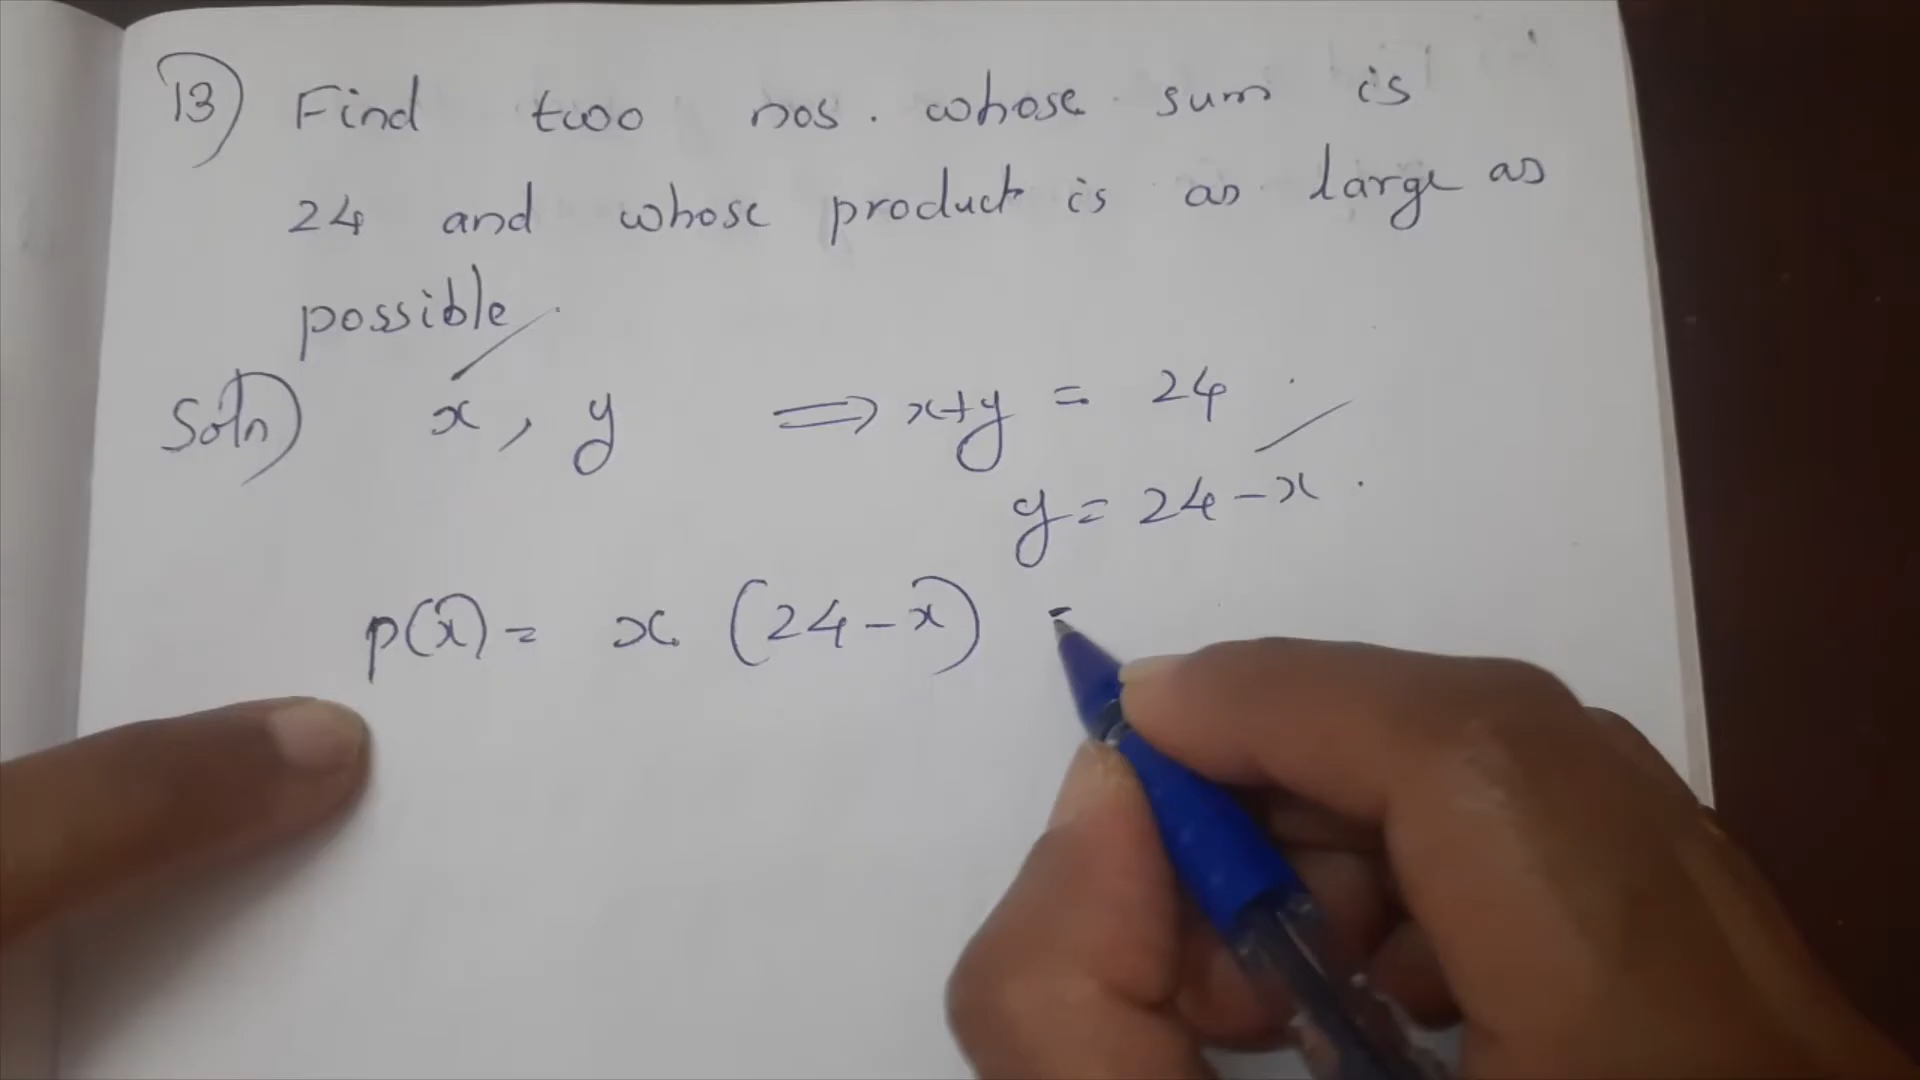 13) Find two nos. whose sum is
24 and whose product is as large as
possible.
Soln) x, y ⟹ x+y = 24
y = 24 - x.
p(x) = x (24-x) =